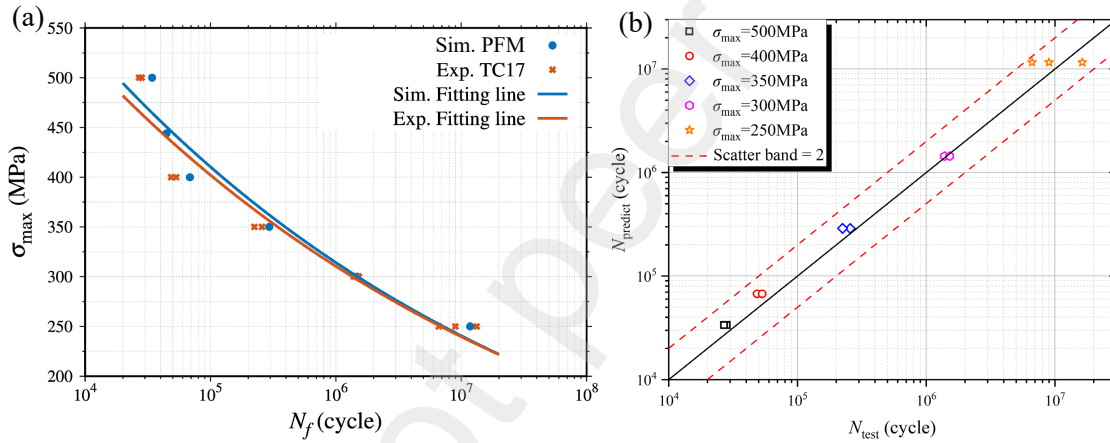 (a)
550
500
450
400
350
300
250
200
σmax (MPa)
Sim. PFM
Exp. TC17
Sim. Fitting line
Exp. Fitting line
10^4
10^5
10^6
10^7
10^8
Nf (cycle)
(b)
σmax=500MPa
σmax=400MPa
σmax=350MPa
σmax=300MPa
σmax=250MPa
Scatter band = 2
10^7
10^6
10^5
10^4
Npredict (cycle)
10^4
10^5
10^6
10^7
Ntest (cycle)
ot peer